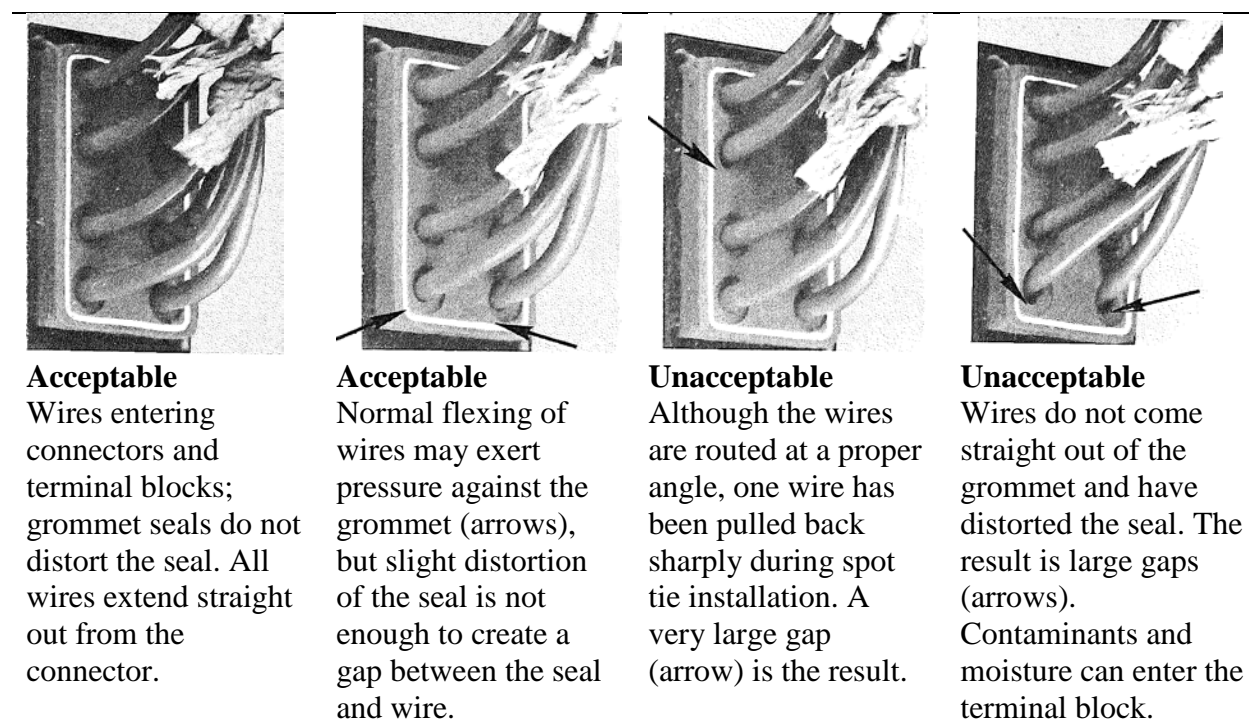 Acceptable
Wires entering
connectors and
terminal blocks;
grommet seals do not
distort the seal. All
wires extend straight
out from the
connector.
Acceptable
Normal flexing of
wires may exert
pressure against the
grommet (arrows),
but slight distortion
of the seal is not
enough to create a
gap between the seal
and wire.
Unacceptable
Although the wires
are routed at a proper
angle, one wire has
been pulled back
sharply during spot
tie installation. A
very large gap
(arrow) is the result.
Unacceptable
Wires do not come
straight out of the
grommet and have
distorted the seal. The
result is large gaps
(arrows).
Contaminants and
moisture can enter the
terminal block.